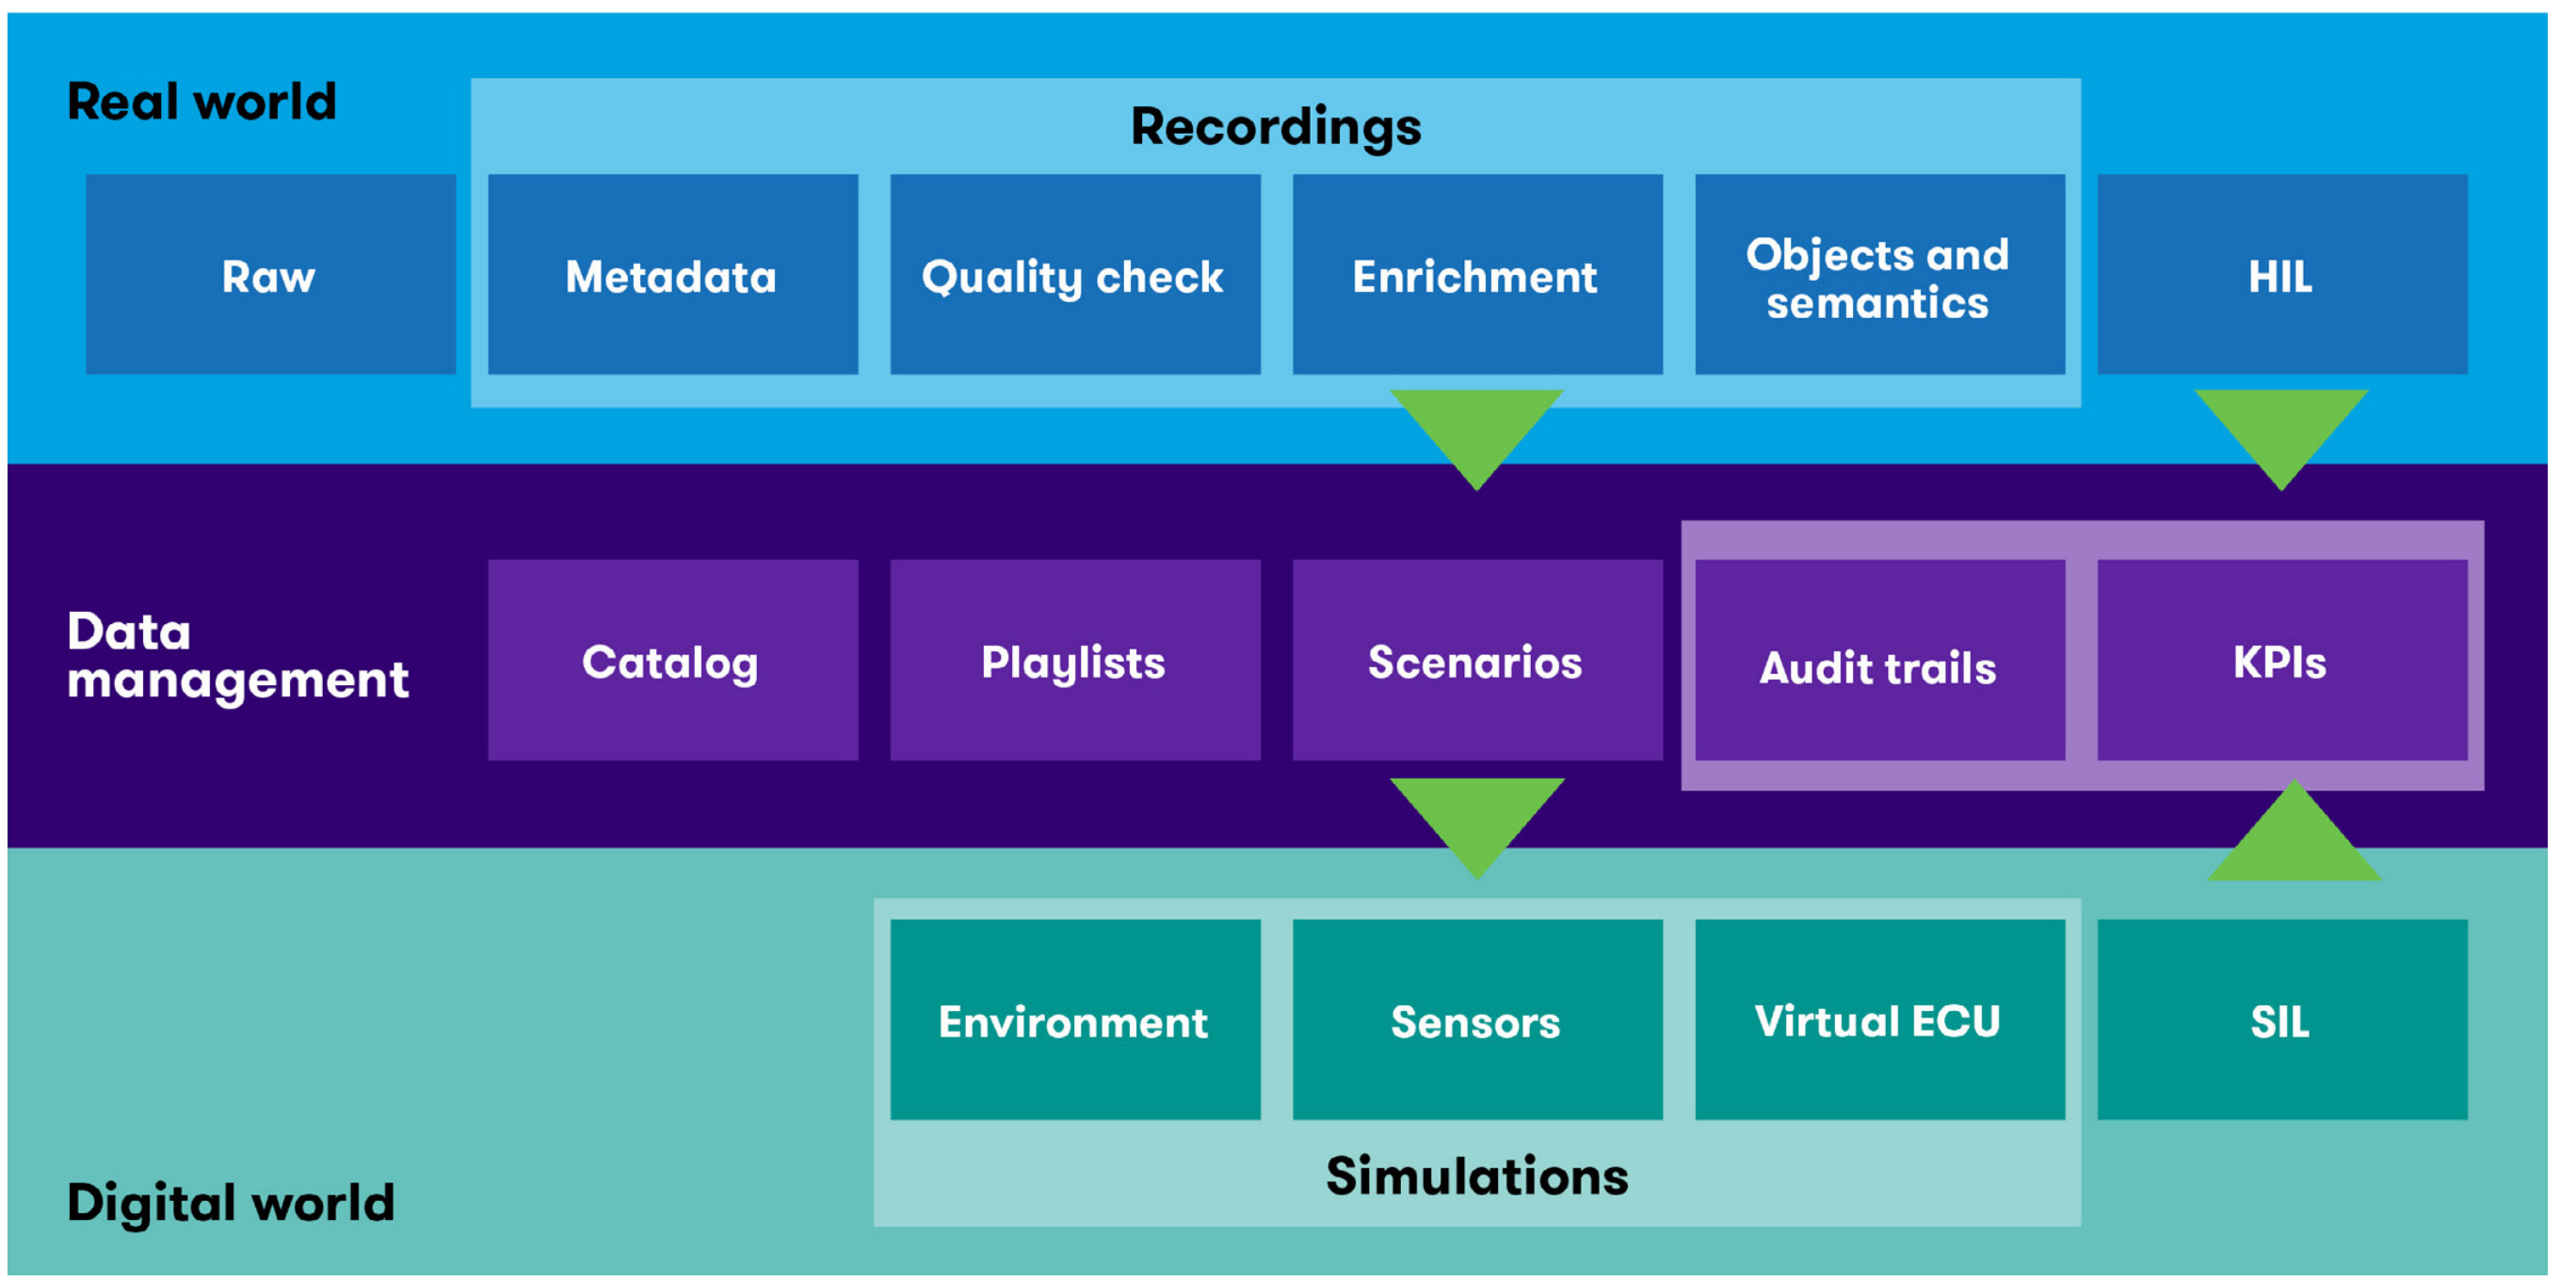 Real world
Recordings
Raw
Metadata
Quality check
Enrichment
Objects and
semantics
HIL
Data
management
Catalog
Playlists
Scenarios
Audit trails
KPIs
Environment
Sensors
Virtual ECU
SIL
Simulations
Digital world